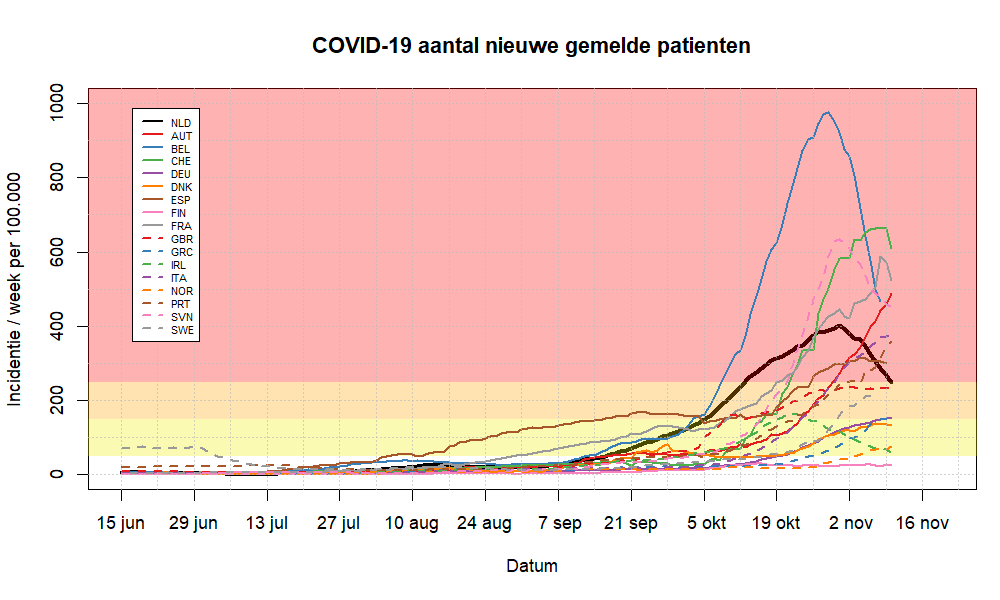 COVID-19 aantal nieuwe gemelde patienten
Incidentie / week per 100.000
1000
800
600
400
200
0
NLD
AUT
BEL
CHE
DEU
DNK
ESP
FIN
FRA
GBR
GRC
IRL
ITA
NOR
PRT
SVN
SWE
15 jun 29 jun 13 jul 27 jul 10 aug 24 aug 7 sep 21 sep 5 okt 19 okt 2 nov 16 nov
Datum